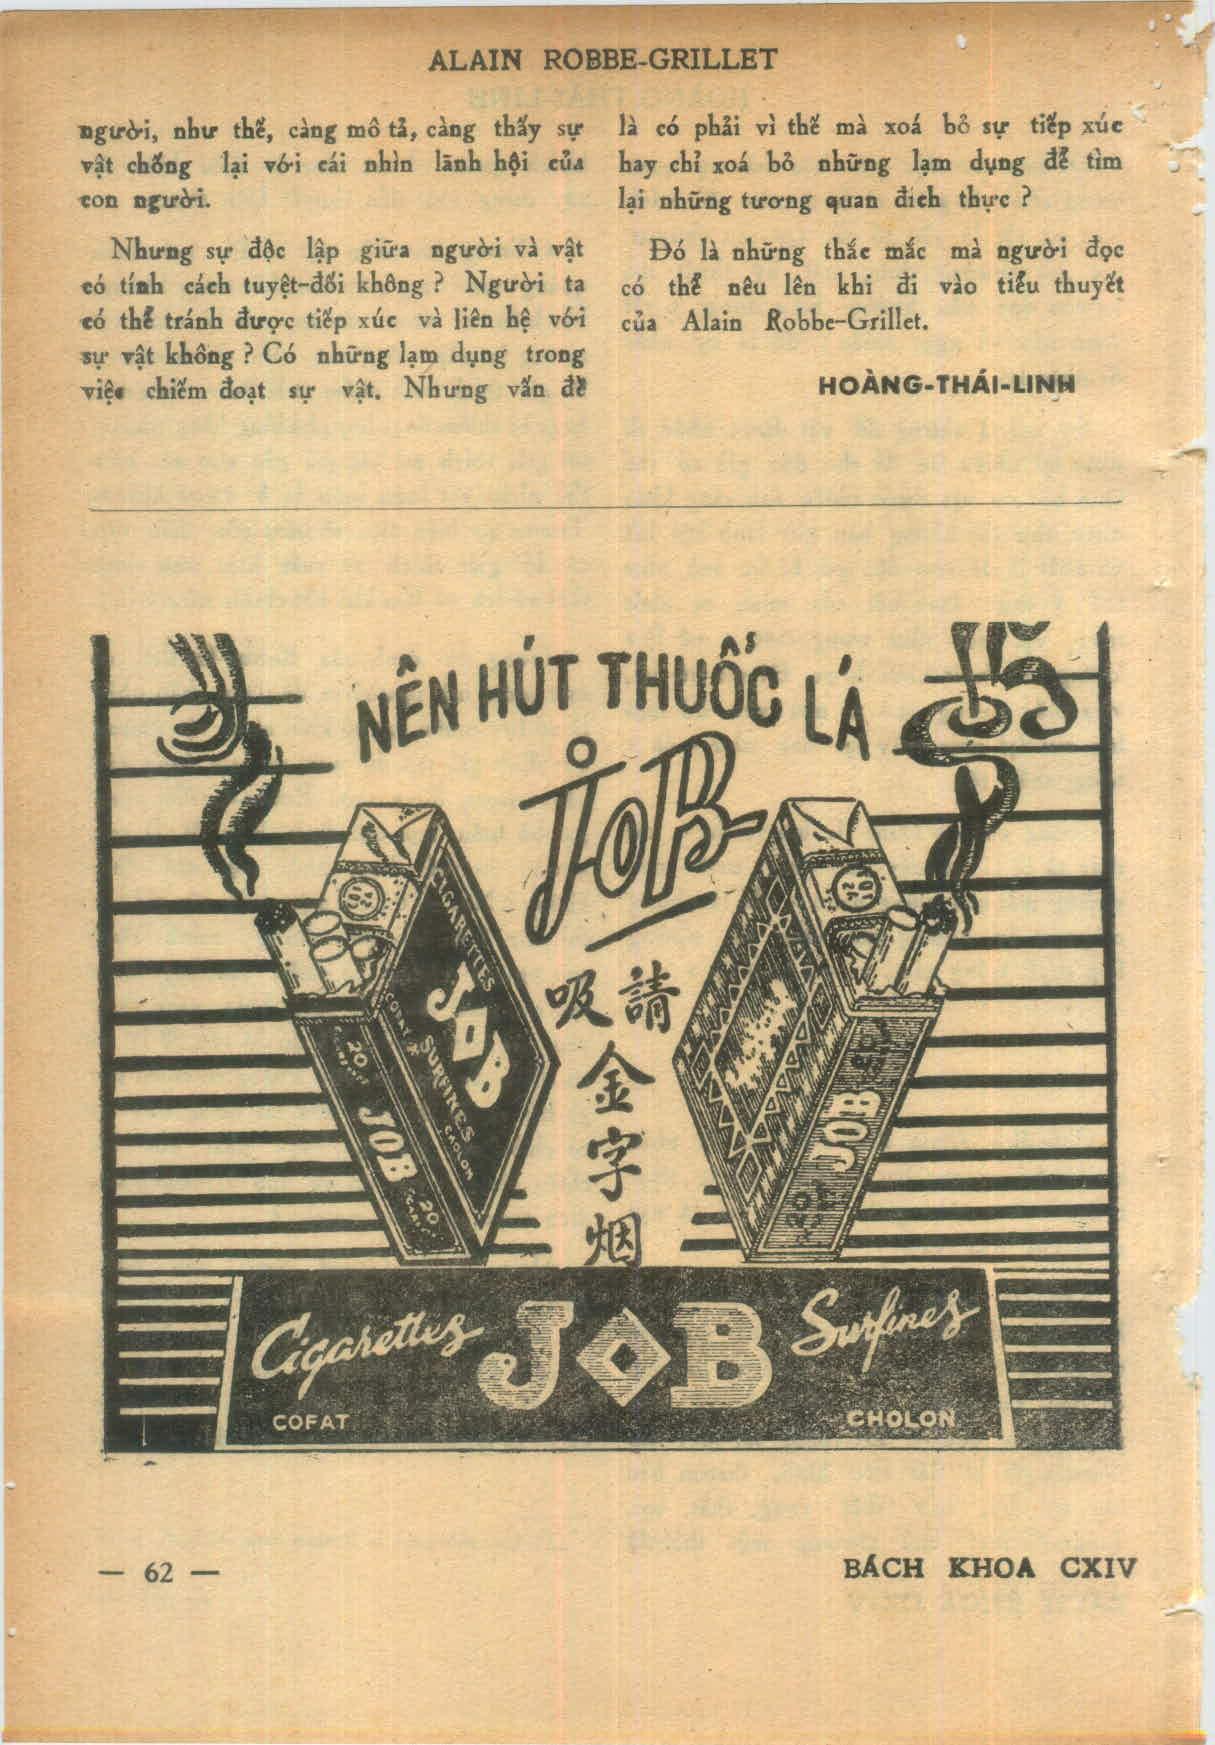 ALAIN ROBBE-GRILLET
người, như thế, càng mô tả, càng thấy sự
vật chống lại với cái nhìn lãnh hội của
con người.
Nhưng sự độc lập giữa người và vật
có tính cách tuyệt-đối không ? Người ta
có thể tránh được tiếp xúc và liên hệ với
sự vật không ? Có những lạm dụng trong
việc chiếm đoạt sự vật. Nhưng vấn đề
là có phải vì thế mà xoá bỏ sự tiếp xúc
hay chỉ xoá bỏ những lạm dụng để tìm
lại những tương quan đích thực ?
Đó là những thắc mắc mà người đọc
có thể nêu lên khi đi vào tiểu thuyết
của Alain Robbe-Grillet.
HOÀNG-THÁI-LINH
NÊN HÚT THUỐC LÁ
JOB
請吸
金
字
烟
CIGARETTES
JOB
COFAT
SURFINES
CHOLON
20
JOB
20
JOB
Cigarettes JOB Surfines
COFAT CHOLON
— 62 —
BÁCH KHOA CXIV